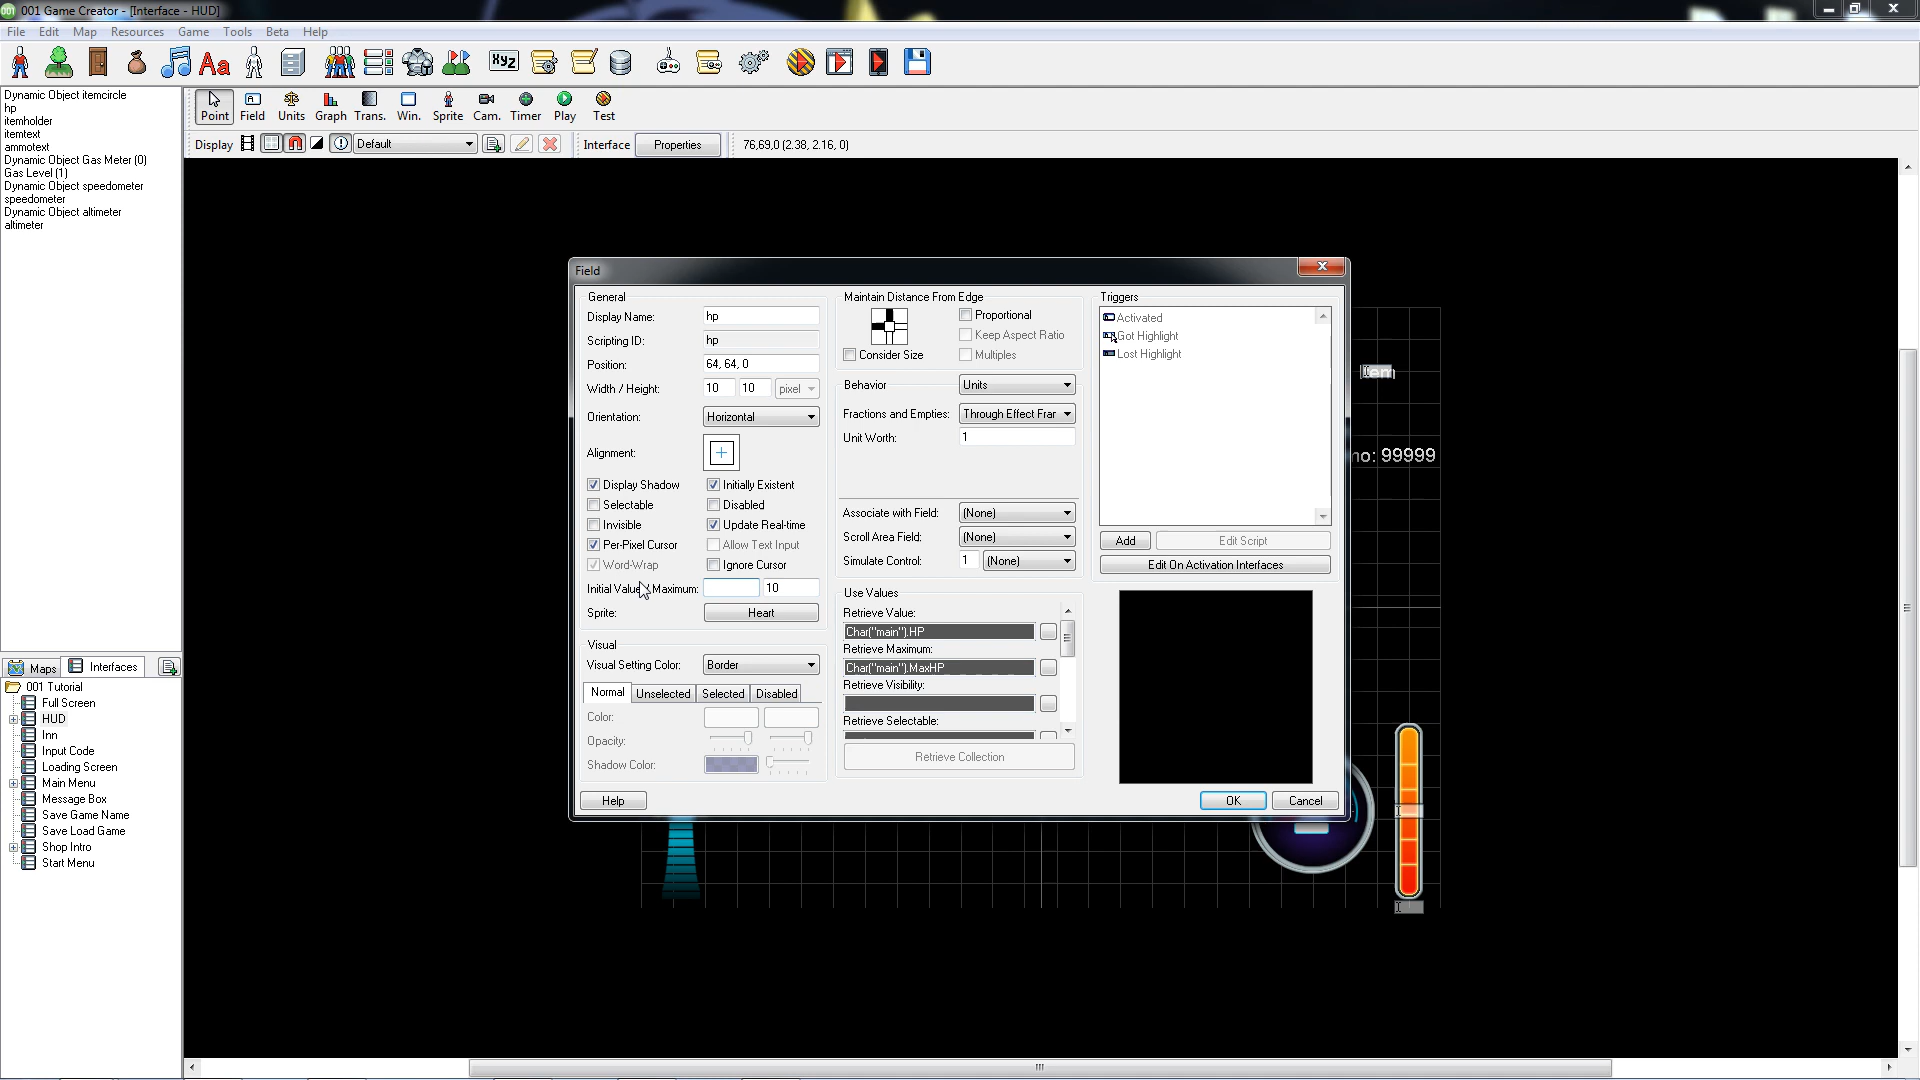 001 Game Creator - [Interface - HUD]
File Edit Map Resources Game Tools Beta Help
Aa
XYZ
Dynamic Object itemcircle
hp
itemholder
itemtext
ammotext
Dynamic Object Gas Meter (0)
Gas Level (1)
Dynamic Object speedometer
speedometer
Dynamic Object altimeter
altimeter
Point Field Units Graph Trans. Win. Sprite Cam. Timer Play Test
Display Default Interface Properties 76,69,0 (2.38, 2.16, 0)
Field
General
Display Name: hp
Scripting ID: hp
Position: 64, 64, 0
Width / Height: 10 10 pixel
Orientation: Horizontal
Alignment:
Display Shadow Initially Existent
Selectable Disabled
Invisible Update Real-time
Per-Pixel Cursor Allow Text Input
Word-Wrap Ignore Cursor
Initial Value Maximum: 10
Sprite: Heart
Visual
Visual Setting Color: Border
Normal Unselected Selected Disabled
Color:
Opacity:
Shadow Color:
Help
Maintain Distance From Edge
Proportional
Keep Aspect Ratio
Consider Size Multiples
Behavior Units
Fractions and Empties: Through Effect Frar
Unit Worth: 1
Associate with Field: (None)
Scroll Area Field: (None)
Simulate Control: 1 (None)
Use Values
Retrieve Value:
Char("main").HP
Retrieve Maximum:
Char("main").MaxHP
Retrieve Visibility:
Retrieve Selectable:
Retrieve Collection
Triggers
Activated
Got Highlight
Lost Highlight
Add Edit Script
Edit On Activation Interfaces
OK Cancel
no: 99999
Maps Interfaces
001 Tutorial
Full Screen
HUD
Inn
Input Code
Loading Screen
Main Menu
Message Box
Save Game Name
Save Load Game
Shop Intro
Start Menu